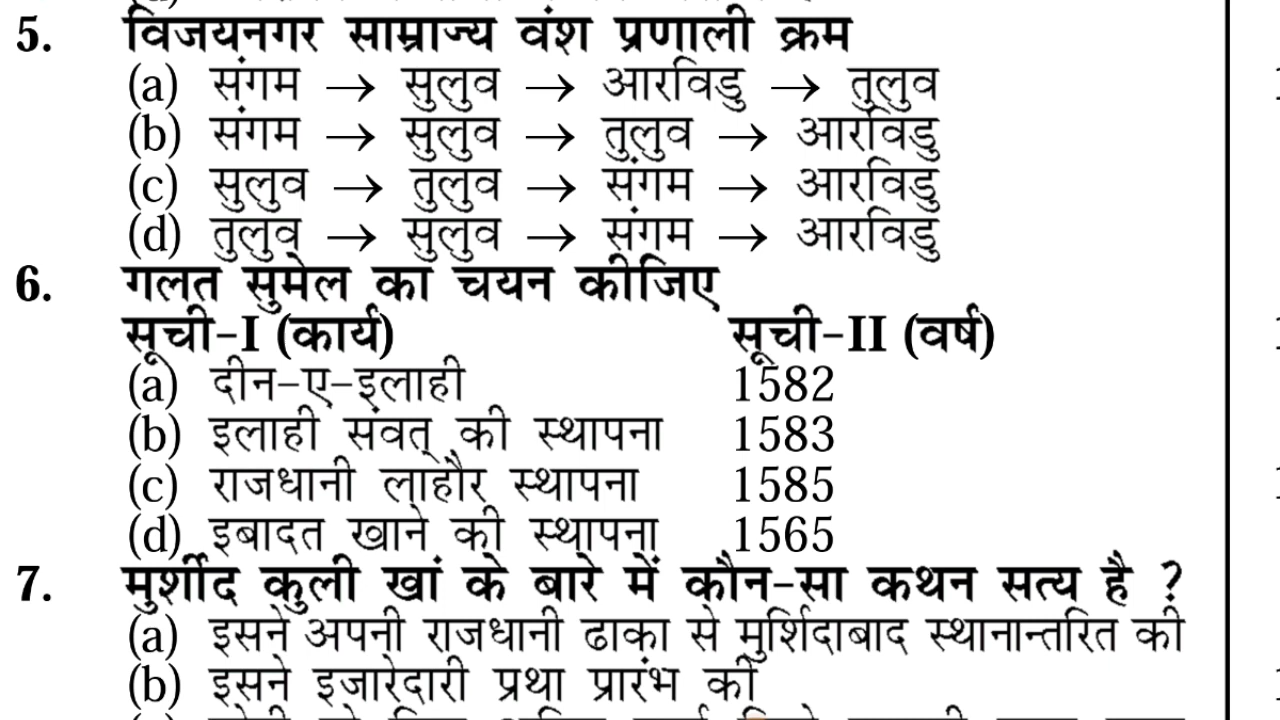 5. विजयनगर साम्राज्य वंश प्रणाली क्रम
(a) संगम → सुलुव → आरविडु → तुलुव
(b) संगम → सुलुव → तुलुव → आरविडु
(c) सुलुव → तुलुव → संगम → आरविडु
(d) तुलुव → सुलुव → संगम → आरविडु
6. गलत सुमेल का चयन कीजिए
सूची-I (कार्य) सूची-II (वर्ष)
(a) दीन-ए-इलाही 1582
(b) इलाही संवत् की स्थापना 1583
(c) राजधानी लाहौर स्थापना 1585
(d) इबादत खाने की स्थापना 1565
7. मुर्शीद कुली खां के बारे में कौन-सा कथन सत्य है ?
(a) इसने अपनी राजधानी ढाका से मुर्शिदाबाद स्थानान्तरित की
(b) इसने इजारेदारी प्रथा प्रारंभ की